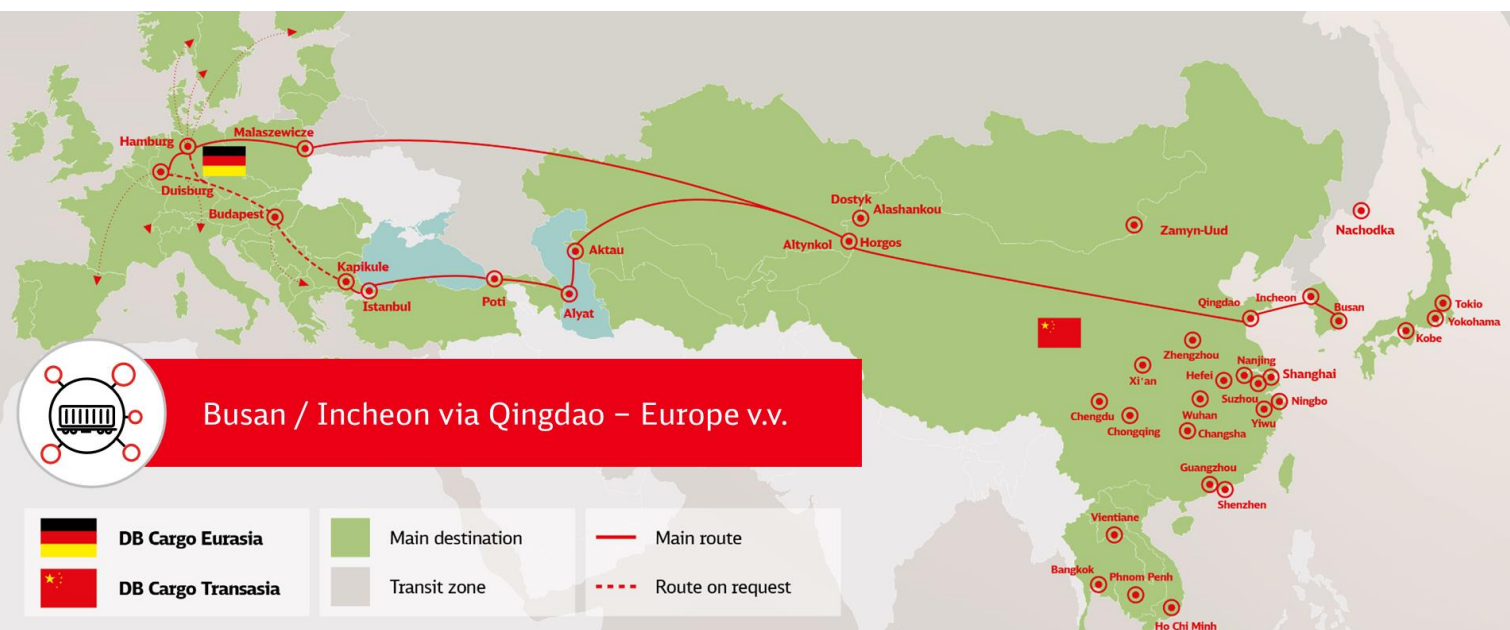 Hamburg
Malaszewicze
Duisburg
Budapest
Kapikule
Istanbul
Poti
Alyat
Aktau
Dostyk
Alashankou
Altynkol
Horgos
Zamyn-Uud
Nachodka
Qingdao
Incheon
Busan
Tokio
Yokohama
Kobe
Zhengzhou
Xi'an
Hefei
Nanjing
Shanghai
Suzhou
Ningbo
Yiwu
Chengdu
Chongqing
Wuhan
Changsha
Guangzhou
Shenzhen
Vientiane
Bangkok
Phnom Penh
Ho Chi Minh
Busan / Incheon via Qingdao – Europe v.v.
DB Cargo Eurasia
DB Cargo Transasia
Main destination
Transit zone
Main route
Route on request